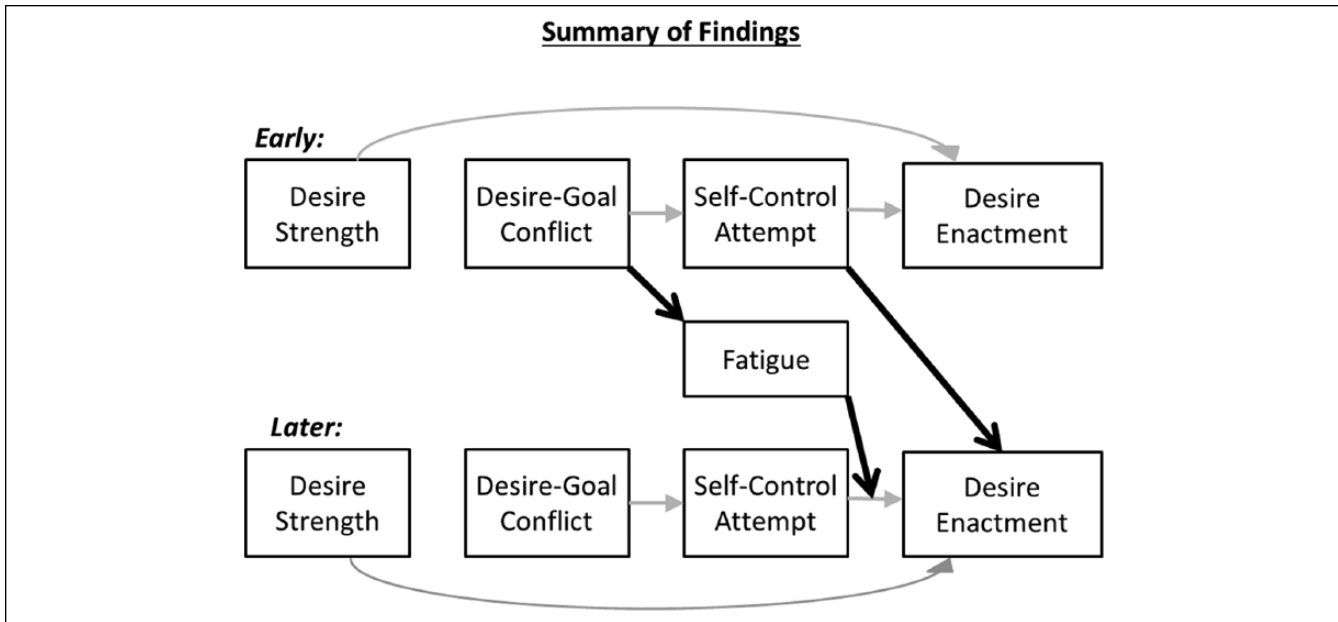 Summary of Findings
Early:
Desire
Strength
Desire-Goal
Conflict
Self-Control
Attempt
Desire
Enactment
Fatigue
Later:
Desire
Strength
Desire-Goal
Conflict
Self-Control
Attempt
Desire
Enactment